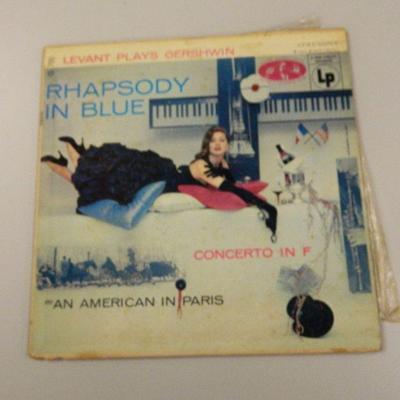 LEVANT PLAYS GERSHWIN
RHAPSODY
IN BLUE
LP
CONCERTO IN F
AN AMERICAN IN PARIS